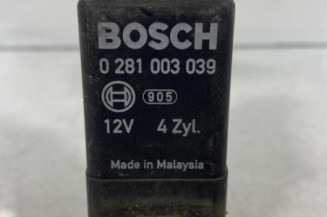 BOSCH
0 281 003 039
905
12V 4 Zyl.
Made in Malaysia